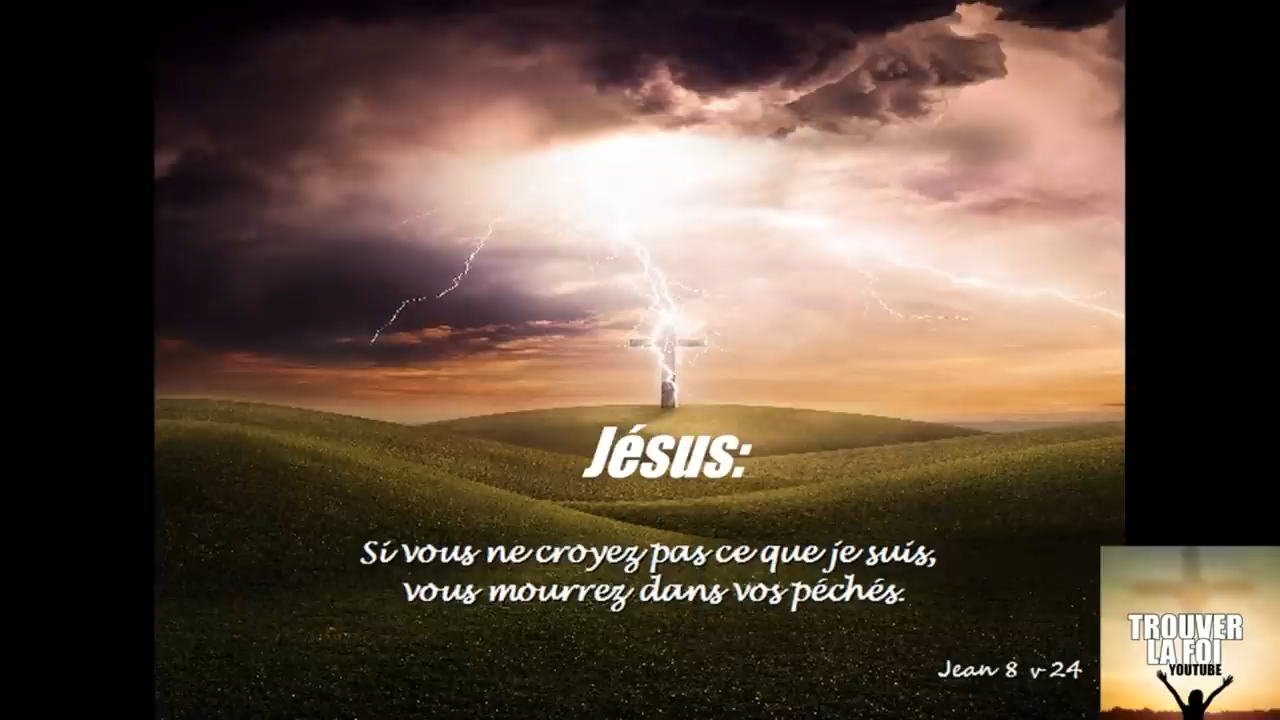 Jésus:
Si vous ne croyez pas ce que je suis,
vous mourrez dans vos péchés.
Jean 8 v 24
TROUVER
LA FOI
YOUTUBE